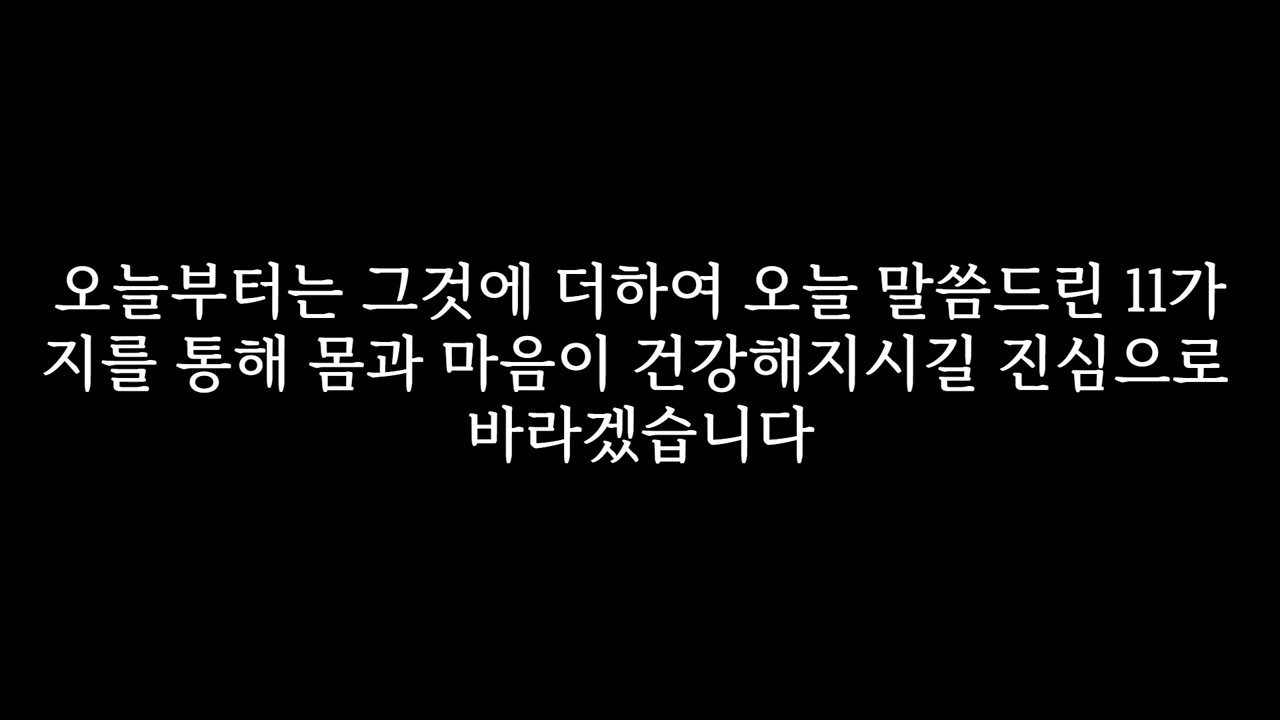 오늘부터는 그것에 더하여 오늘 말씀드린 11가
지를 통해 몸과 마음이 건강해지시길 진심으로
바라겠습니다